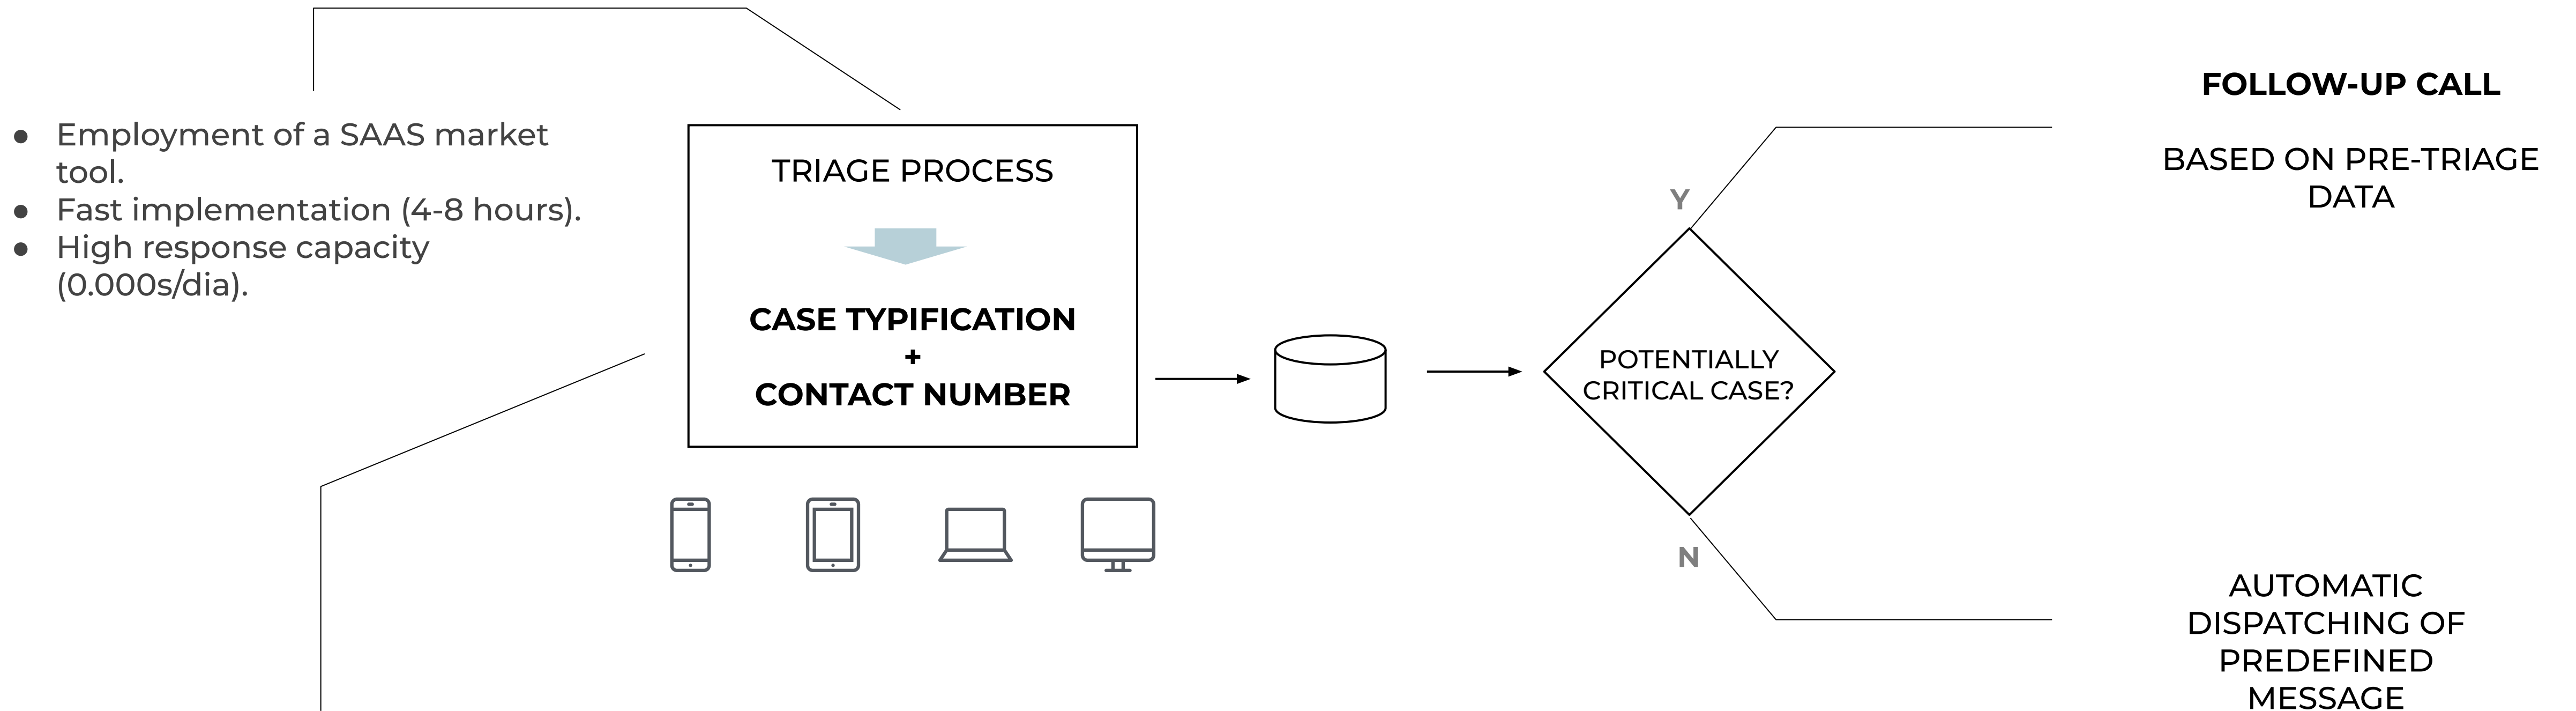 ● Employment of a SAAS market
tool.
● Fast implementation (4-8 hours).
● High response capacity
(0.000s/dia).
TRIAGE PROCESS
CASE TYPIFICATION
+
CONTACT NUMBER
POTENTIALLY
CRITICAL CASE?
Y
N
FOLLOW-UP CALL
BASED ON PRE-TRIAGE
DATA
AUTOMATIC
DISPATCHING OF
PREDEFINED
MESSAGE